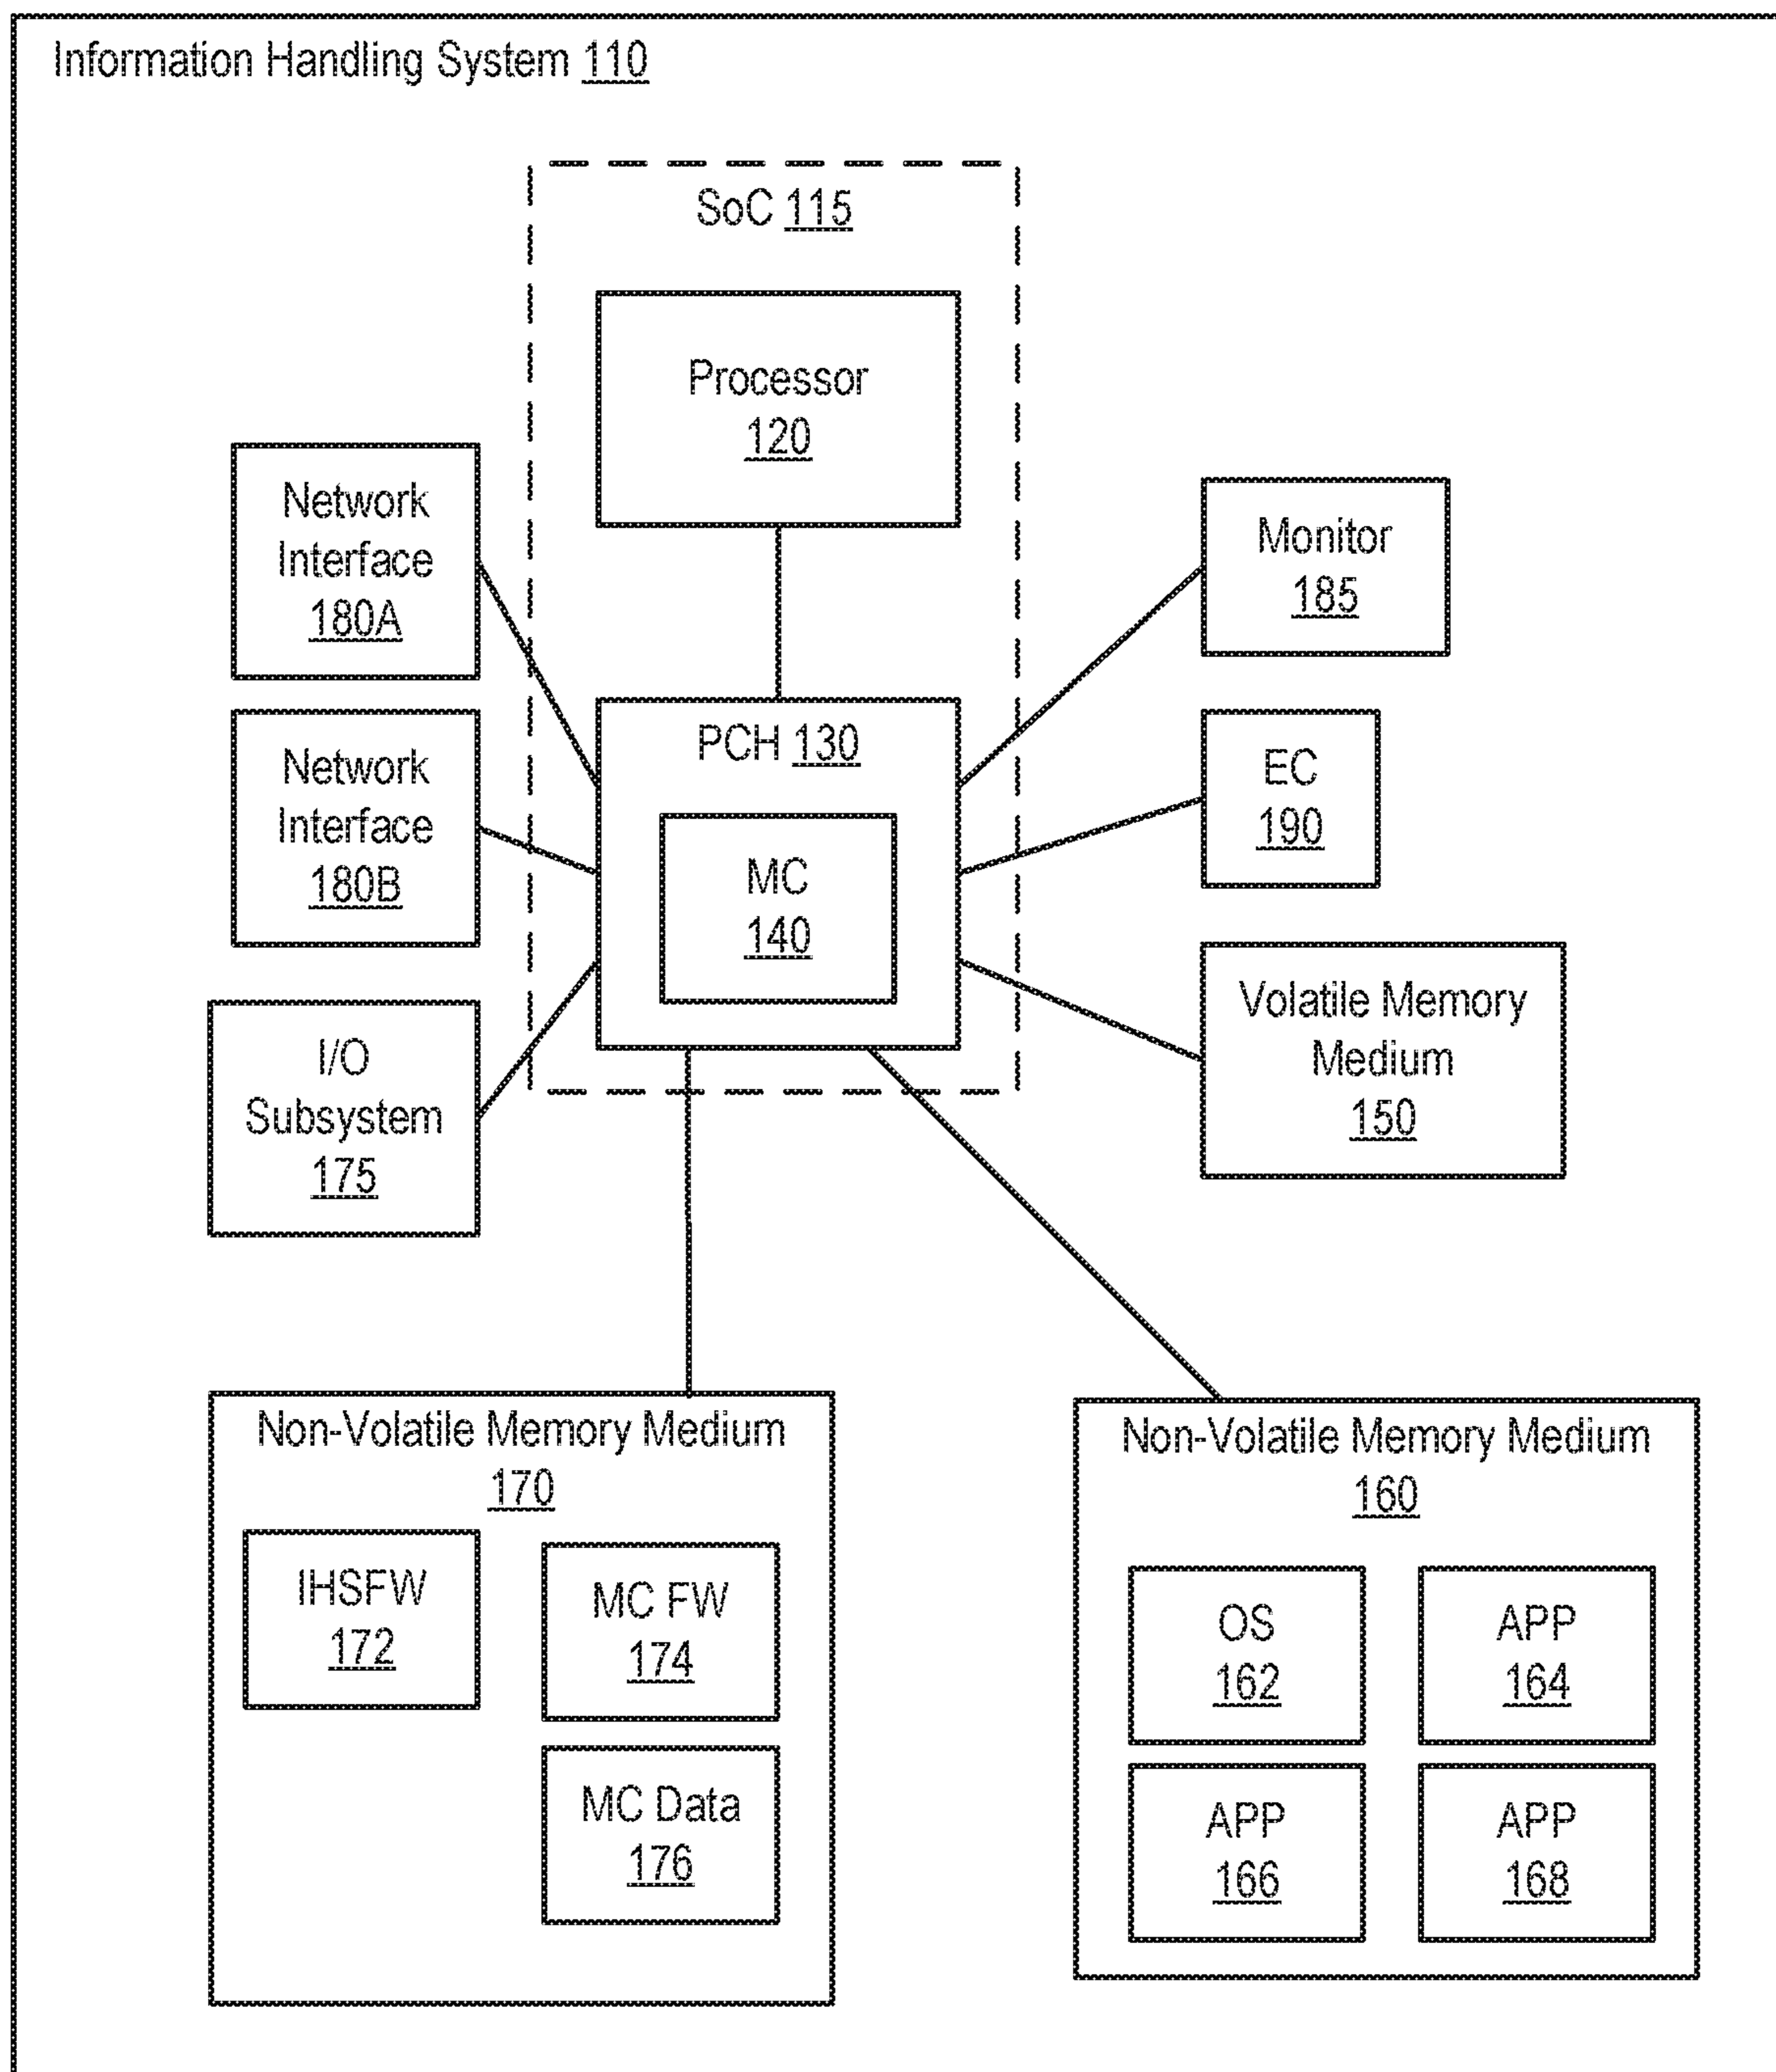 Information Handling System 110
SoC 115
Processor
120
Network
Interface
180A
Monitor
185
Network
Interface
180B
PCH 130
MC
140
EC
190
I/O
Subsystem
175
Volatile Memory
Medium
150
Non-Volatile Memory Medium
170
IHSFW
172
MC FW
174
MC Data
176
Non-Volatile Memory Medium
160
OS
162
APP
164
APP
166
APP
168